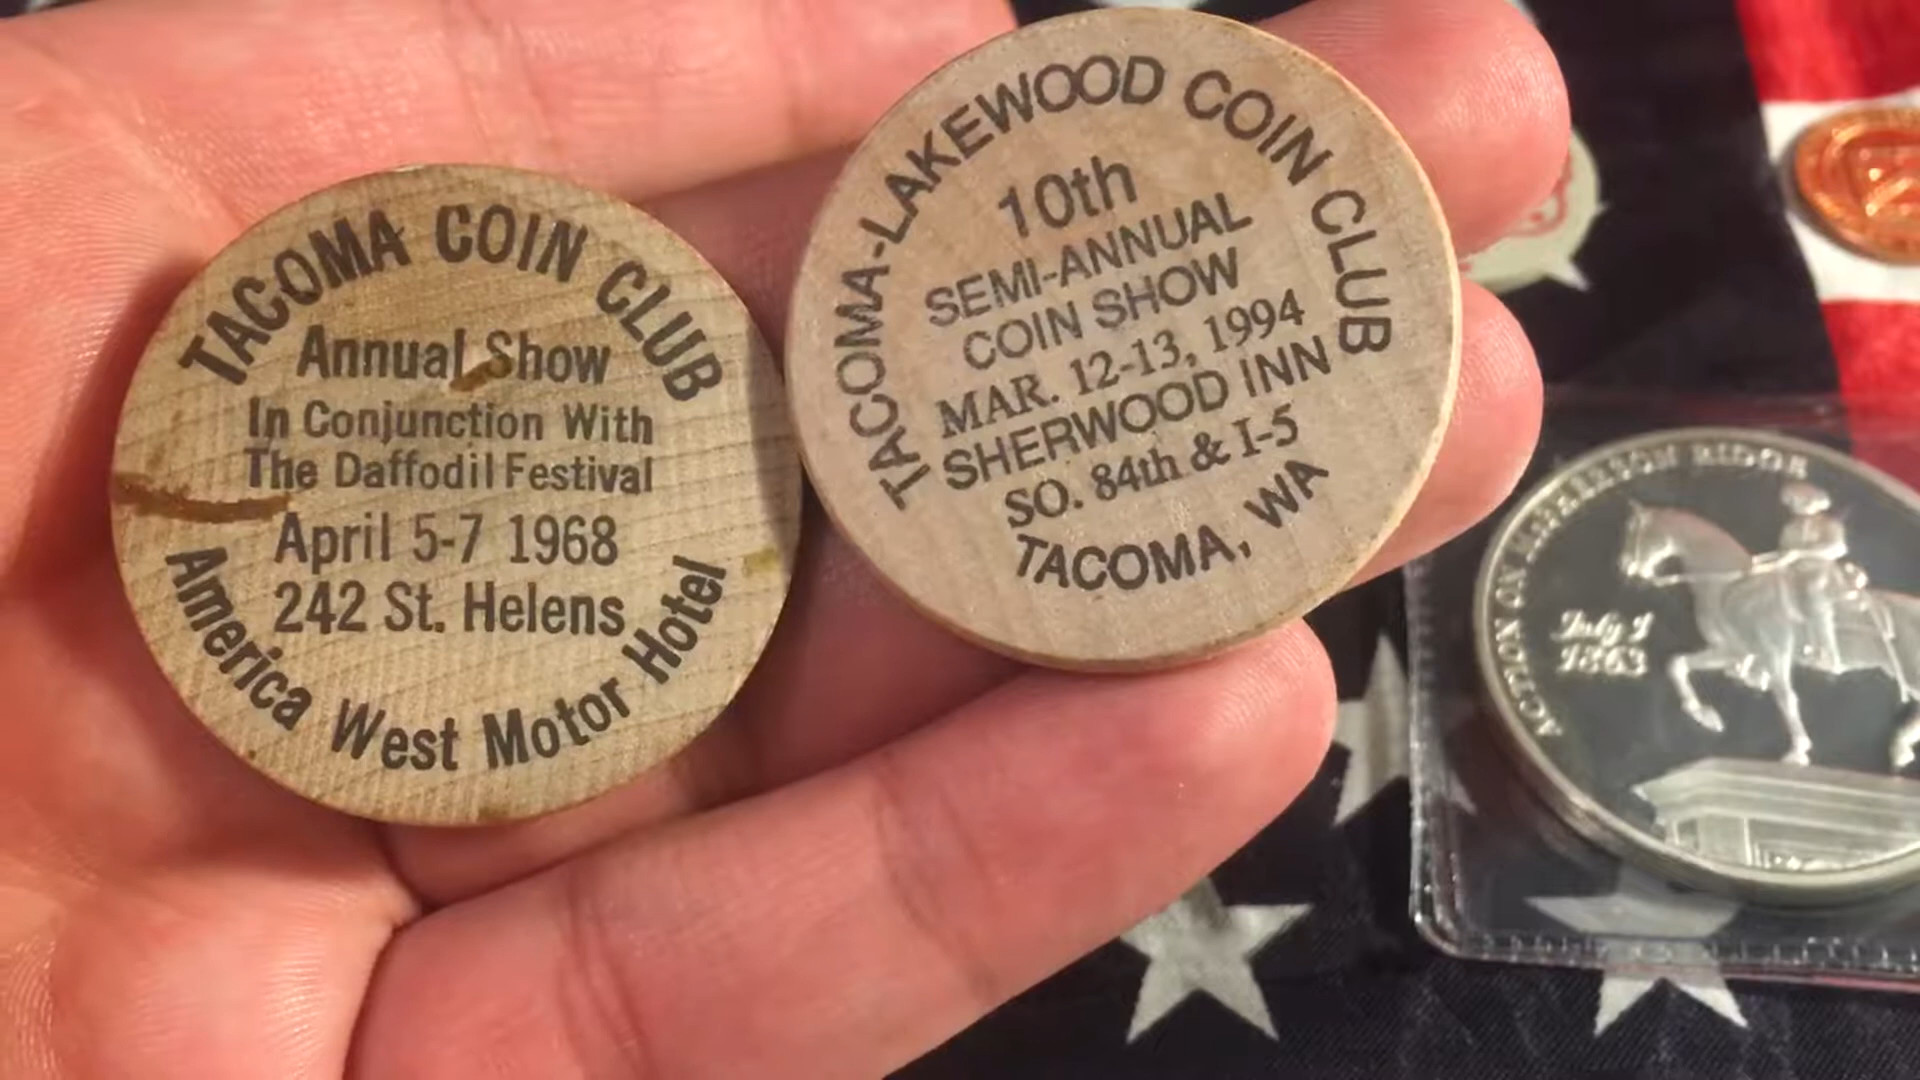 TACOMA COIN CLUB
Annual Show
In Conjunction With
The Daffodil Festival
April 5-7 1968
242 St. Helens
America West Motor Hotel
TACOMA-LAKEWOOD COIN CLUB
10th
SEMI-ANNUAL
COIN SHOW
MAR. 12-13, 1994
SHERWOOD INN
SO. 84th & I-5
TACOMA, WA
ACTION ON MCPHERSON RIDGE
July 1
1863